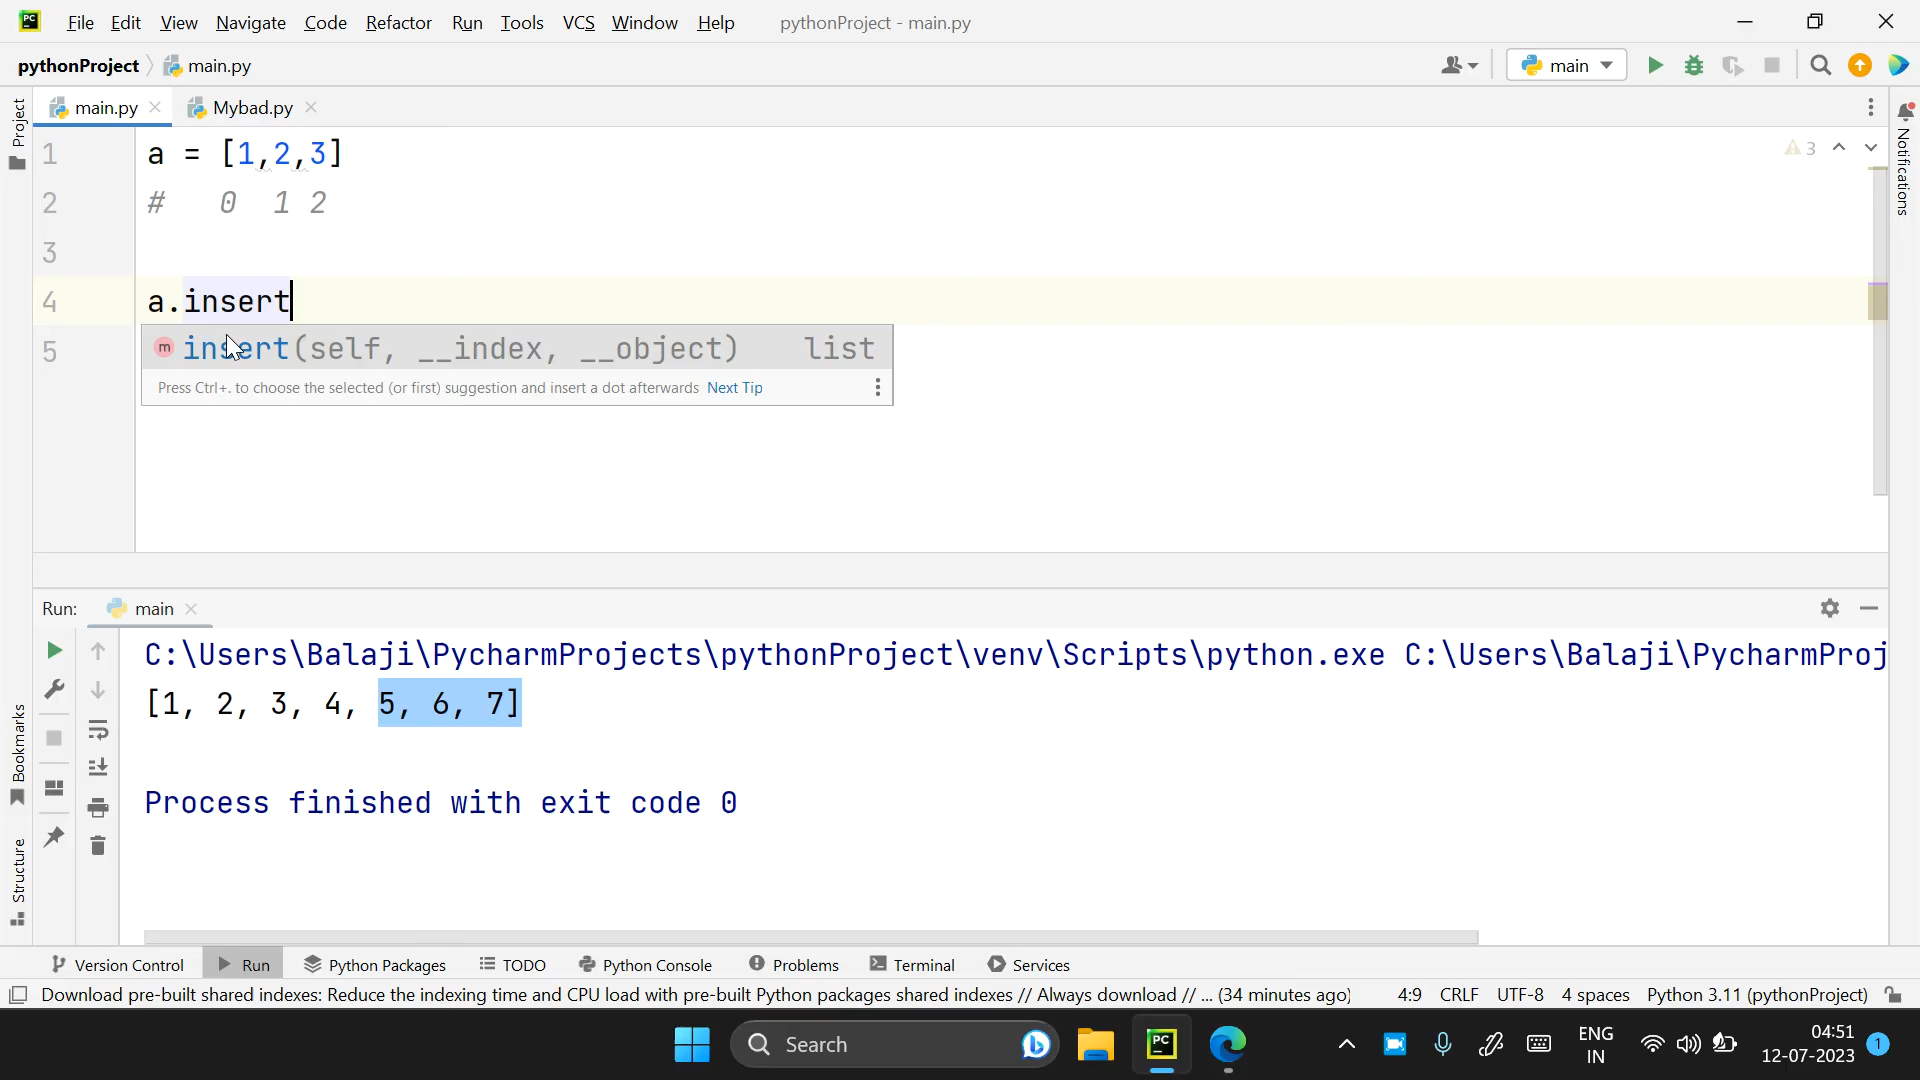 PC File Edit View Navigate Code Refactor Run Tools VCS Window Help pythonProject - main.py
pythonProject main.py main
main.py Mybad.py
Project
Notifications
1 a = [1,2,3] 3
2 # 0 1 2
3
4 a.insert
m insert(self, __index, __object) list
5
Press Ctrl+. to choose the selected (or first) suggestion and insert a dot afterwards Next Tip
Run: main
C:\Users\Balaji\PycharmProjects\pythonProject\venv\Scripts\python.exe C:\Users\Balaji\PycharmProj
[1, 2, 3, 4, 5, 6, 7]
Process finished with exit code 0
Bookmarks
Structure
Version Control Run Python Packages TODO Python Console Problems Terminal Services
Download pre-built shared indexes: Reduce the indexing time and CPU load with pre-built Python packages shared indexes // Always download // ... (34 minutes ago) 4:9 CRLF UTF-8 4 spaces Python 3.11 (pythonProject)
Search PC ENG 04:51
IN 12-07-2023 1